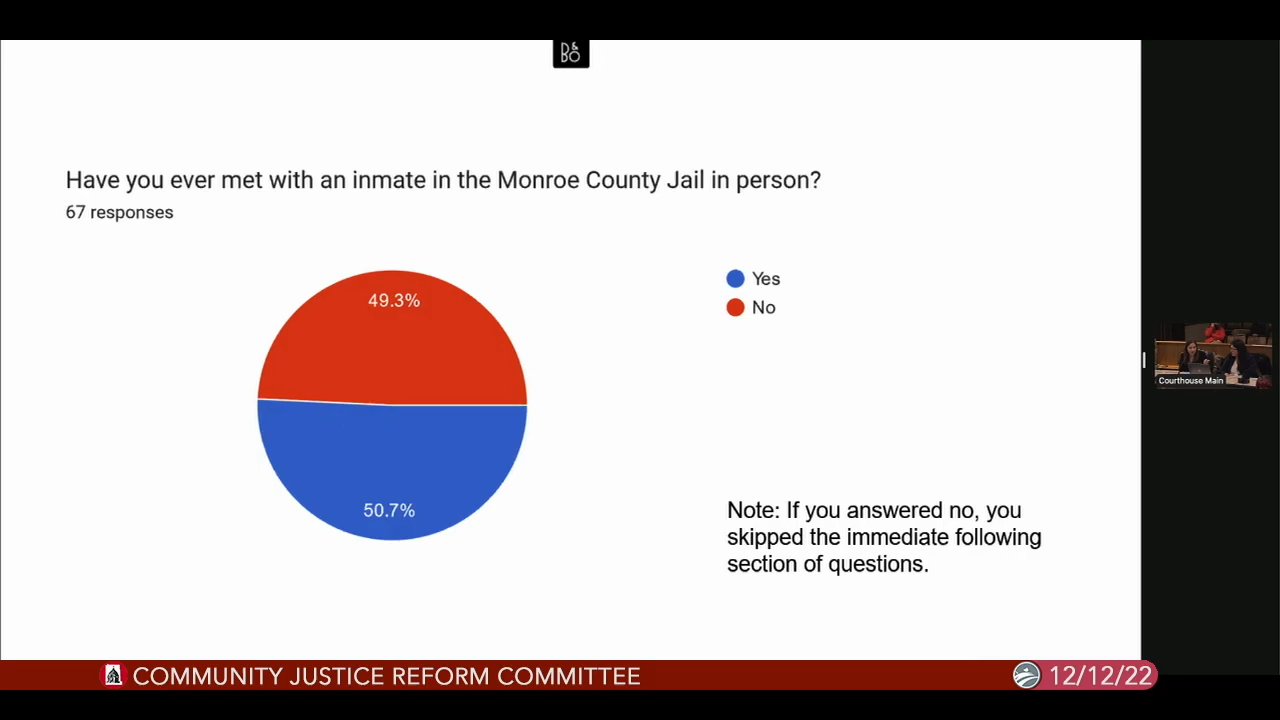 D&
BO
Have you ever met with an inmate in the Monroe County Jail in person?
67 responses
49.3%
50.7%
Yes
No
Note: If you answered no, you
skipped the immediate following
section of questions.
Courthouse Main
COMMUNITY JUSTICE REFORM COMMITTEE
12/12/22